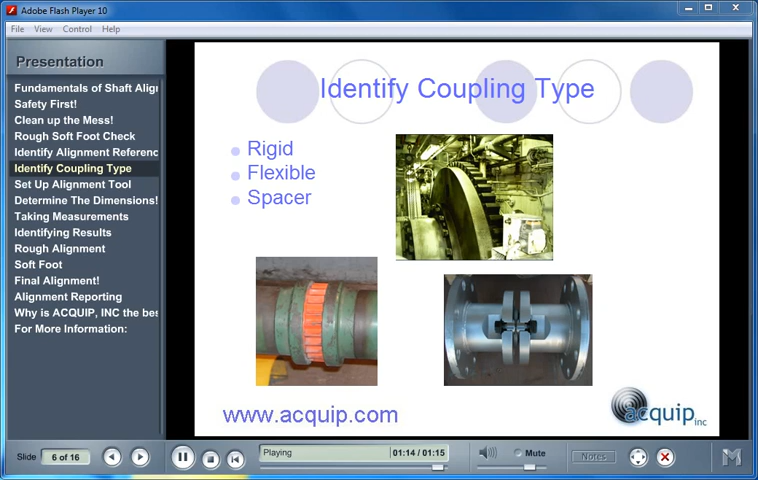 Adobe Flash Player 10
File View Control Help
Presentation
Fundamentals of Shaft Align
Safety First!
Clean up the Mess!
Rough Soft Foot Check
Identify Alignment Referenc
Identify Coupling Type
Set Up Alignment Tool
Determine The Dimensions!
Taking Measurements
Identifying Results
Rough Alignment
Soft Foot
Final Alignment!
Alignment Reporting
Why is ACQUIP, INC the bes
For More Information:
Identify Coupling Type
Rigid
Flexible
Spacer
www.acquip.com
acquip inc
Slide 6 of 16
Playing 01:14 / 01:15
Mute
Notes